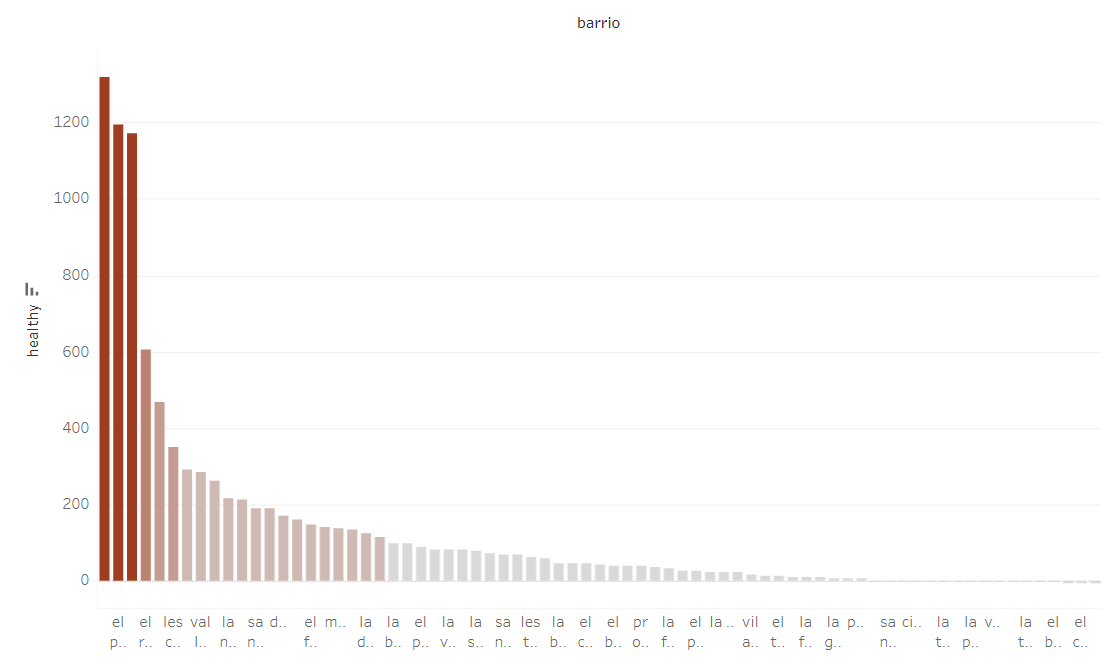 barrio
1200
1000
800
600
400
200
0
healthy
el el les val la sa d.. el m.. la la el la la sa les la el el pr la el la .. vil el la la p.. sa ci.. la la v.. la el el
p.. r.. c.. l.. n.. n.. f.. d.. b.. p.. v.. s.. n.. t.. b.. c.. b.. o.. f.. p.. a.. t.. f.. g.. n.. t.. p.. t.. b.. c..